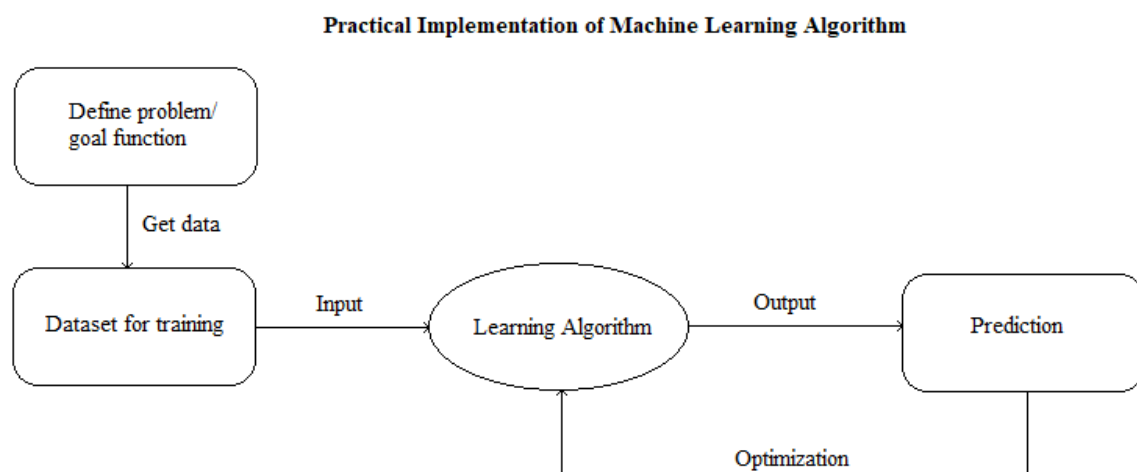 Practical Implementation of Machine Learning Algorithm
Define problem/
goal function
Get data
Dataset for training
Input
Learning Algorithm
Output
Prediction
Optimization